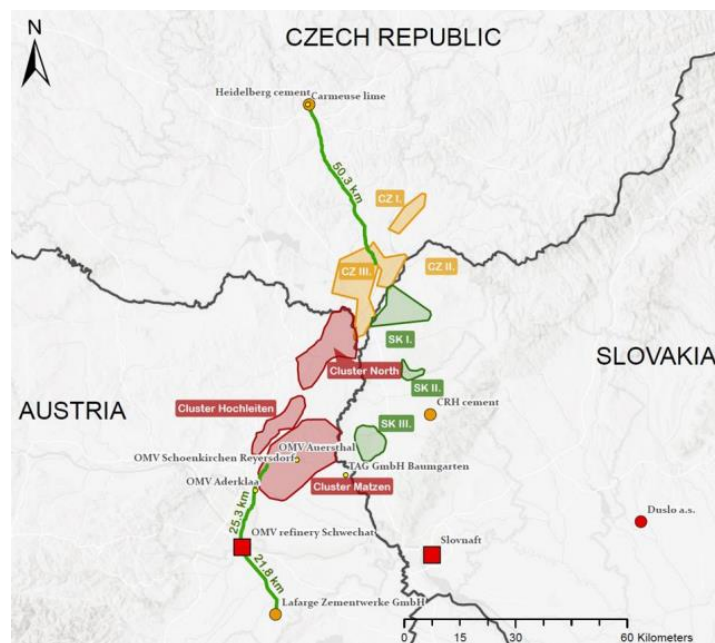 N
CZECH REPUBLIC
Heidelberg cement
Carmeuse lime
50.3 km
CZ I.
CZ II.
CZ III.
SK I.
SLOVAKIA
Cluster North
SK II.
AUSTRIA
Cluster Hochleiten
CRH cement
SK III.
OMV Auersthal
OMV Schoenkirchen Reyersdorf
TAG GmbH Baumgarten
OMV Aderklaa
Cluster Matzen
25.3 km
Duslo a.s.
OMV refinery Schwechat
Slovnaft
21.8 km
Lafarge Zementwerke GmbH
0 15 30 60 Kilometers